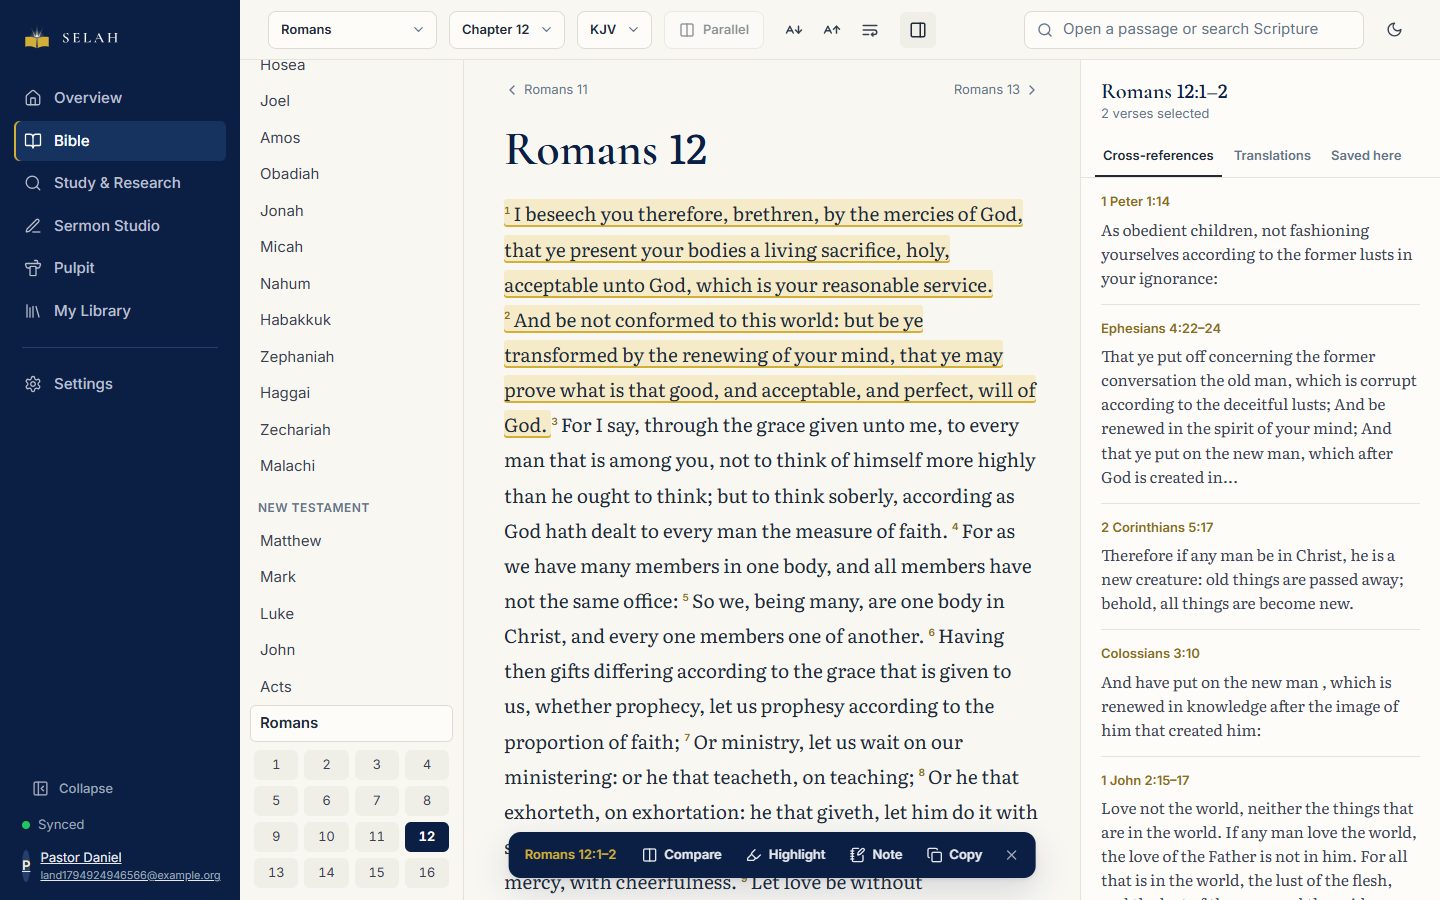 SELAH
Overview
Bible
Study & Research
Sermon Studio
Pulpit
My Library
Settings
Collapse
Synced
P
Pastor Daniel
land1794924946566@example.org
Romans
Chapter 12
KJV
Parallel
A↓
A↑
Open a passage or search Scripture
Hosea
Joel
Amos
Obadiah
Jonah
Micah
Nahum
Habakkuk
Zephaniah
Haggai
Zechariah
Malachi
NEW TESTAMENT
Matthew
Mark
Luke
John
Acts
Romans
1 2 3 4
5 6 7 8
9 10 11 12
13 14 15 16
Romans 11
Romans 13
Romans 12
1 I beseech you therefore, brethren, by the mercies of God,
that ye present your bodies a living sacrifice, holy,
acceptable unto God, which is your reasonable service.
2 And be not conformed to this world: but be ye
transformed by the renewing of your mind, that ye may
prove what is that good, and acceptable, and perfect, will of
God. 3 For I say, through the grace given unto me, to every
man that is among you, not to think of himself more highly
than he ought to think; but to think soberly, according as
God hath dealt to every man the measure of faith. 4 For as
we have many members in one body, and all members have
not the same office: 5 So we, being many, are one body in
Christ, and every one members one of another. 6 Having
then gifts differing according to the grace that is given to
us, whether prophecy, let us prophesy according to the
proportion of faith; 7 Or ministry, let us wait on our
ministering: or he that teacheth, on teaching; 8 Or he that
exhorteth, on exhortation: he that giveth, let him do it with
mercy, with cheerfulness. 9 Let love be without
Romans 12:1–2
Compare
Highlight
Note
Copy
Romans 12:1–2
2 verses selected
Cross-references
Translations
Saved here
1 Peter 1:14
As obedient children, not fashioning
yourselves according to the former lusts in
your ignorance:
Ephesians 4:22–24
That ye put off concerning the former
conversation the old man, which is corrupt
according to the deceitful lusts; And be
renewed in the spirit of your mind; And
that ye put on the new man, which after
God is created in…
2 Corinthians 5:17
Therefore if any man be in Christ, he is a
new creature: old things are passed away;
behold, all things are become new.
Colossians 3:10
And have put on the new man , which is
renewed in knowledge after the image of
him that created him:
1 John 2:15–17
Love not the world, neither the things that
are in the world. If any man love the world,
the love of the Father is not in him. For all
that is in the world, the lust of the flesh,